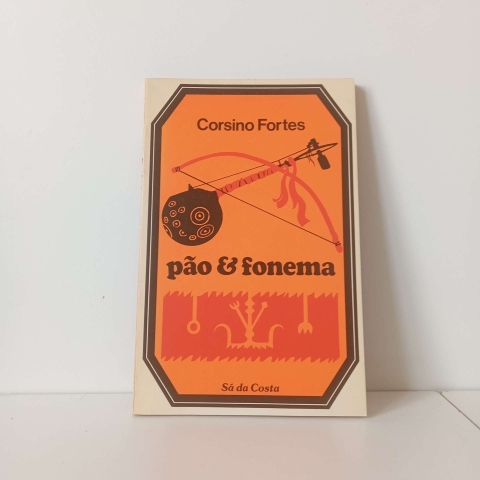 Corsino Fortes
pão & fonema
Sá da Costa